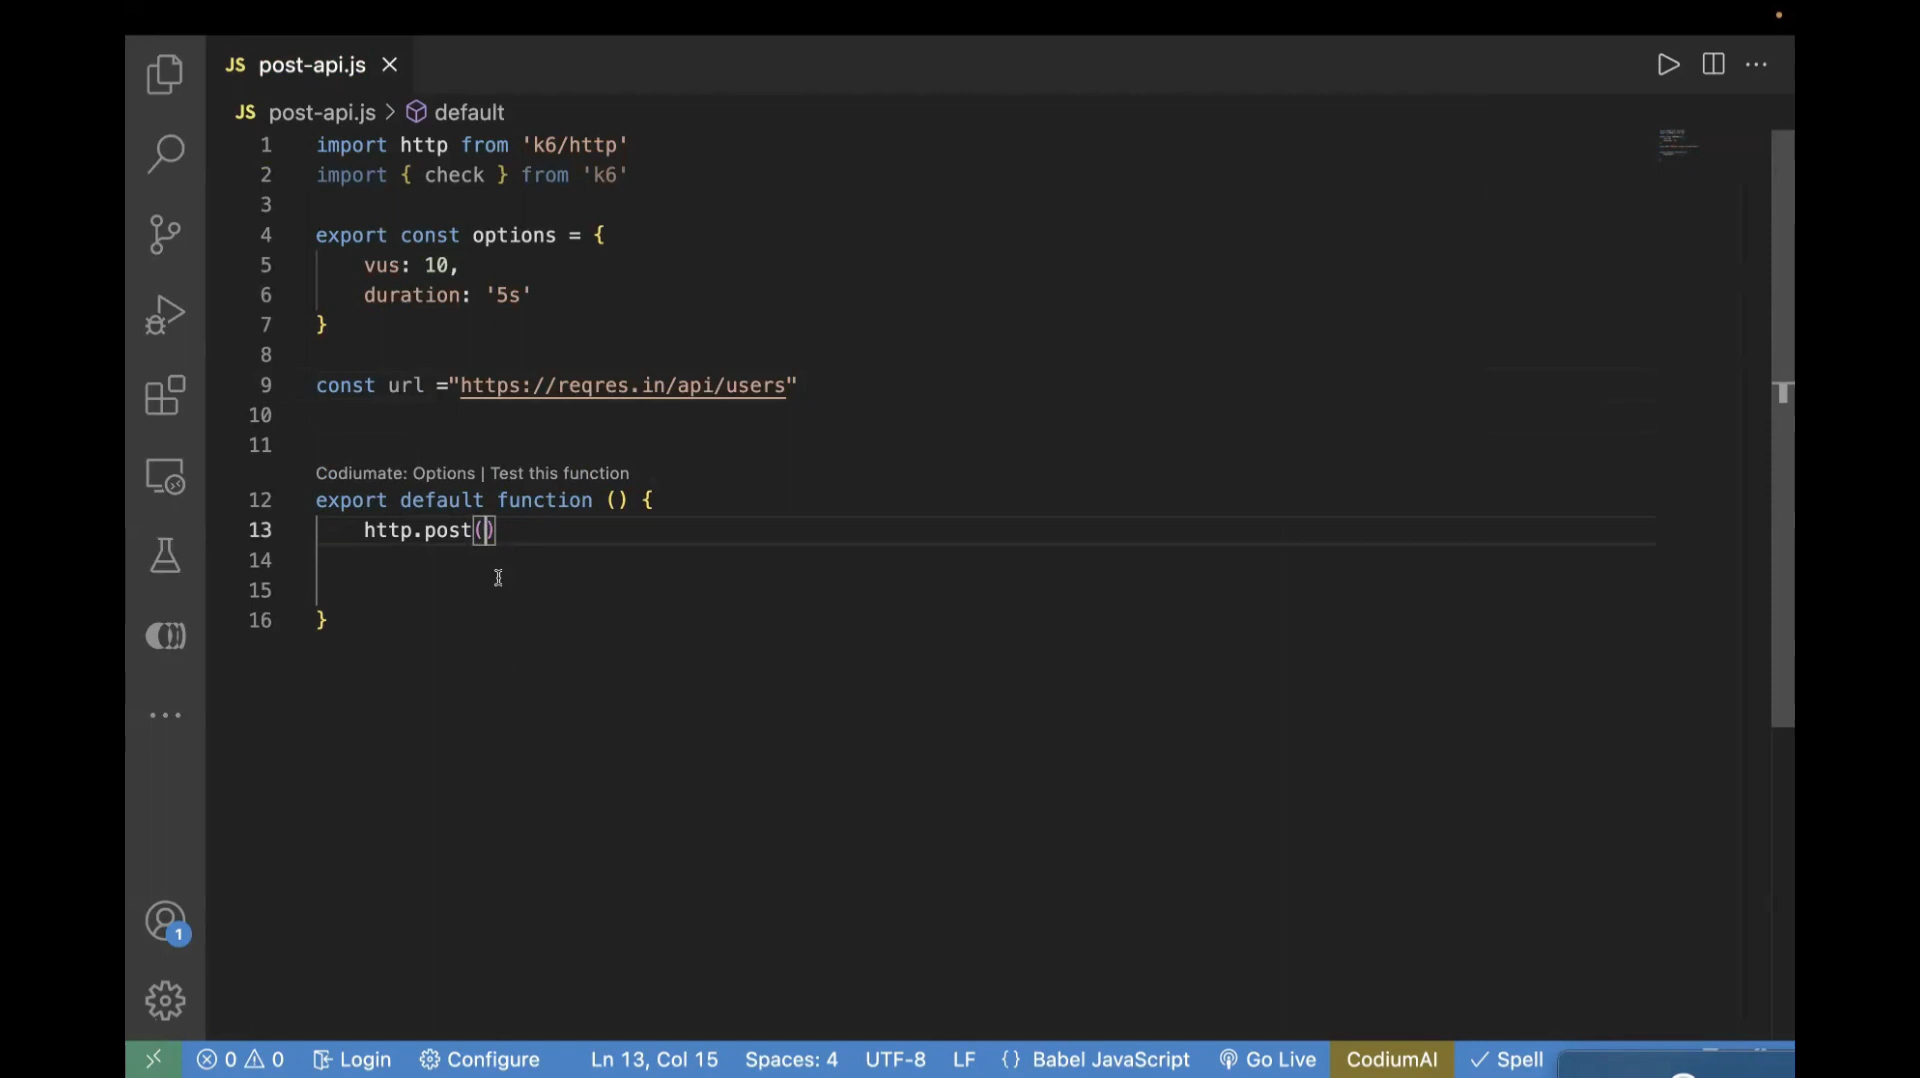 JS post-api.js
JS post-api.js > default
1 import http from 'k6/http'
2 import { check } from 'k6'
3
4 export const options = {
5 vus: 10,
6 duration: '5s'
7 }
8
9 const url ="https://reqres.in/api/users"
10
11
Codiumate: Options | Test this function
12 export default function () {
13 http.post()
14
15
16 }
1
0 0 Login Configure Ln 13, Col 15 Spaces: 4 UTF-8 LF {} Babel JavaScript Go Live CodiumAI Spell